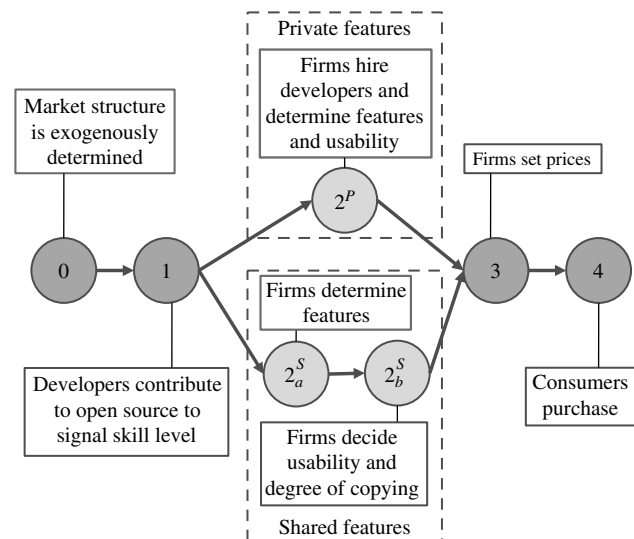 Private features
Firms hire
developers and
determine features
and usability
Market structure
is exogenously
determined
Firms set prices
2^P
0
1
3
4
Firms determine
features
2_a^S
2_b^S
Developers contribute
to open source to
signal skill level
Consumers
purchase
Firms decide
usability and
degree of copying
Shared features